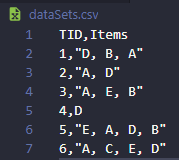 dataSets.csv
1 TID,Items
2 1,"D, B, A"
3 2,"A, D"
4 3,"A, E, B"
5 4,D
6 5,"E, A, D, B"
7 6,"A, C, E, D"